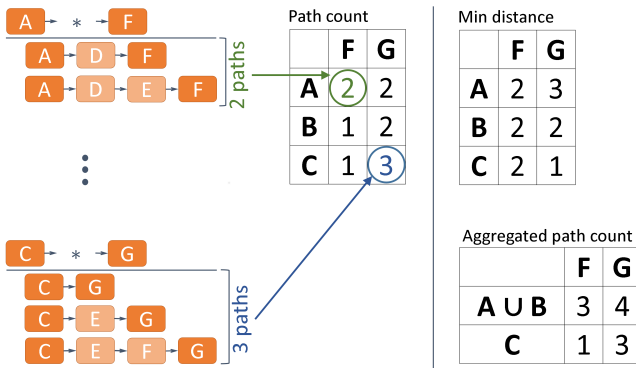 A * F
A D F
A D E F
2 paths
C * G
C G
C E G
C E F G
3 paths
Path count
F G
A 2 2
B 1 2
C 1 3
Min distance
F G
A 2 3
B 2 2
C 2 1
Aggregated path count
F G
A ∪ B 3 4
C 1 3